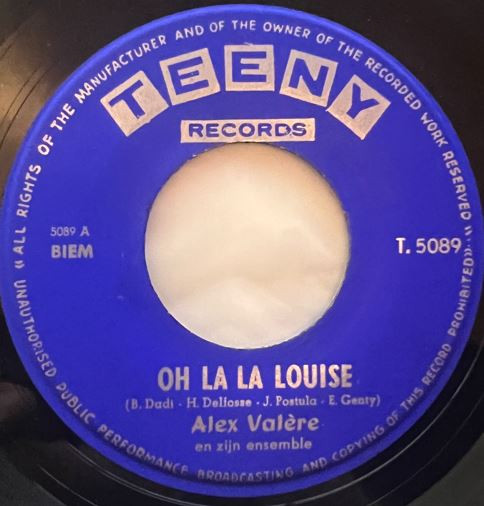 « ALL RIGHTS OF THE MANUFACTURER AND OF THE OWNER OF THE RECORDED WORK RESERVED »
TEENY
RECORDS
5089 A
BIEM
T. 5089
OH LA LA LOUISE
(B. Dadi - H. Dellosse - J. Postula - E. Genty)
Alex Valère
en zijn ensemble
UNAUTHORISED PUBLIC PERFORMANCE BROADCASTING AND COPYING OF THIS RECORD PROHIBITED